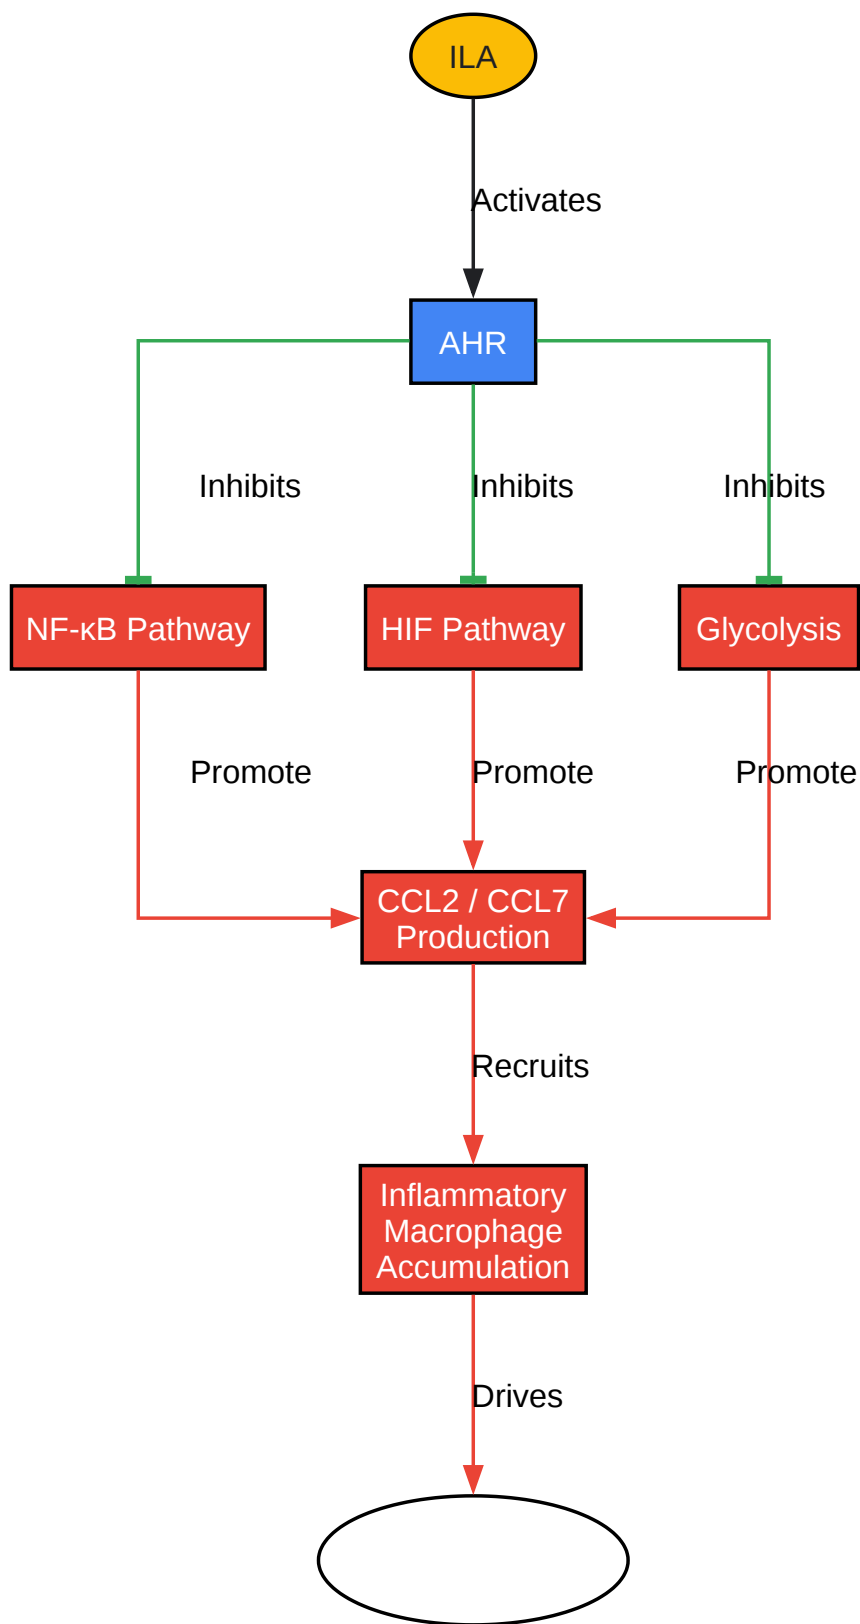 ILA
Activates
AHR
Inhibits
Inhibits
Inhibits
NF-κB Pathway
HIF Pathway
Glycolysis
Promote
Promote
Promote
CCL2 / CCL7
Production
Recruits
Inflammatory
Macrophage
Accumulation
Drives